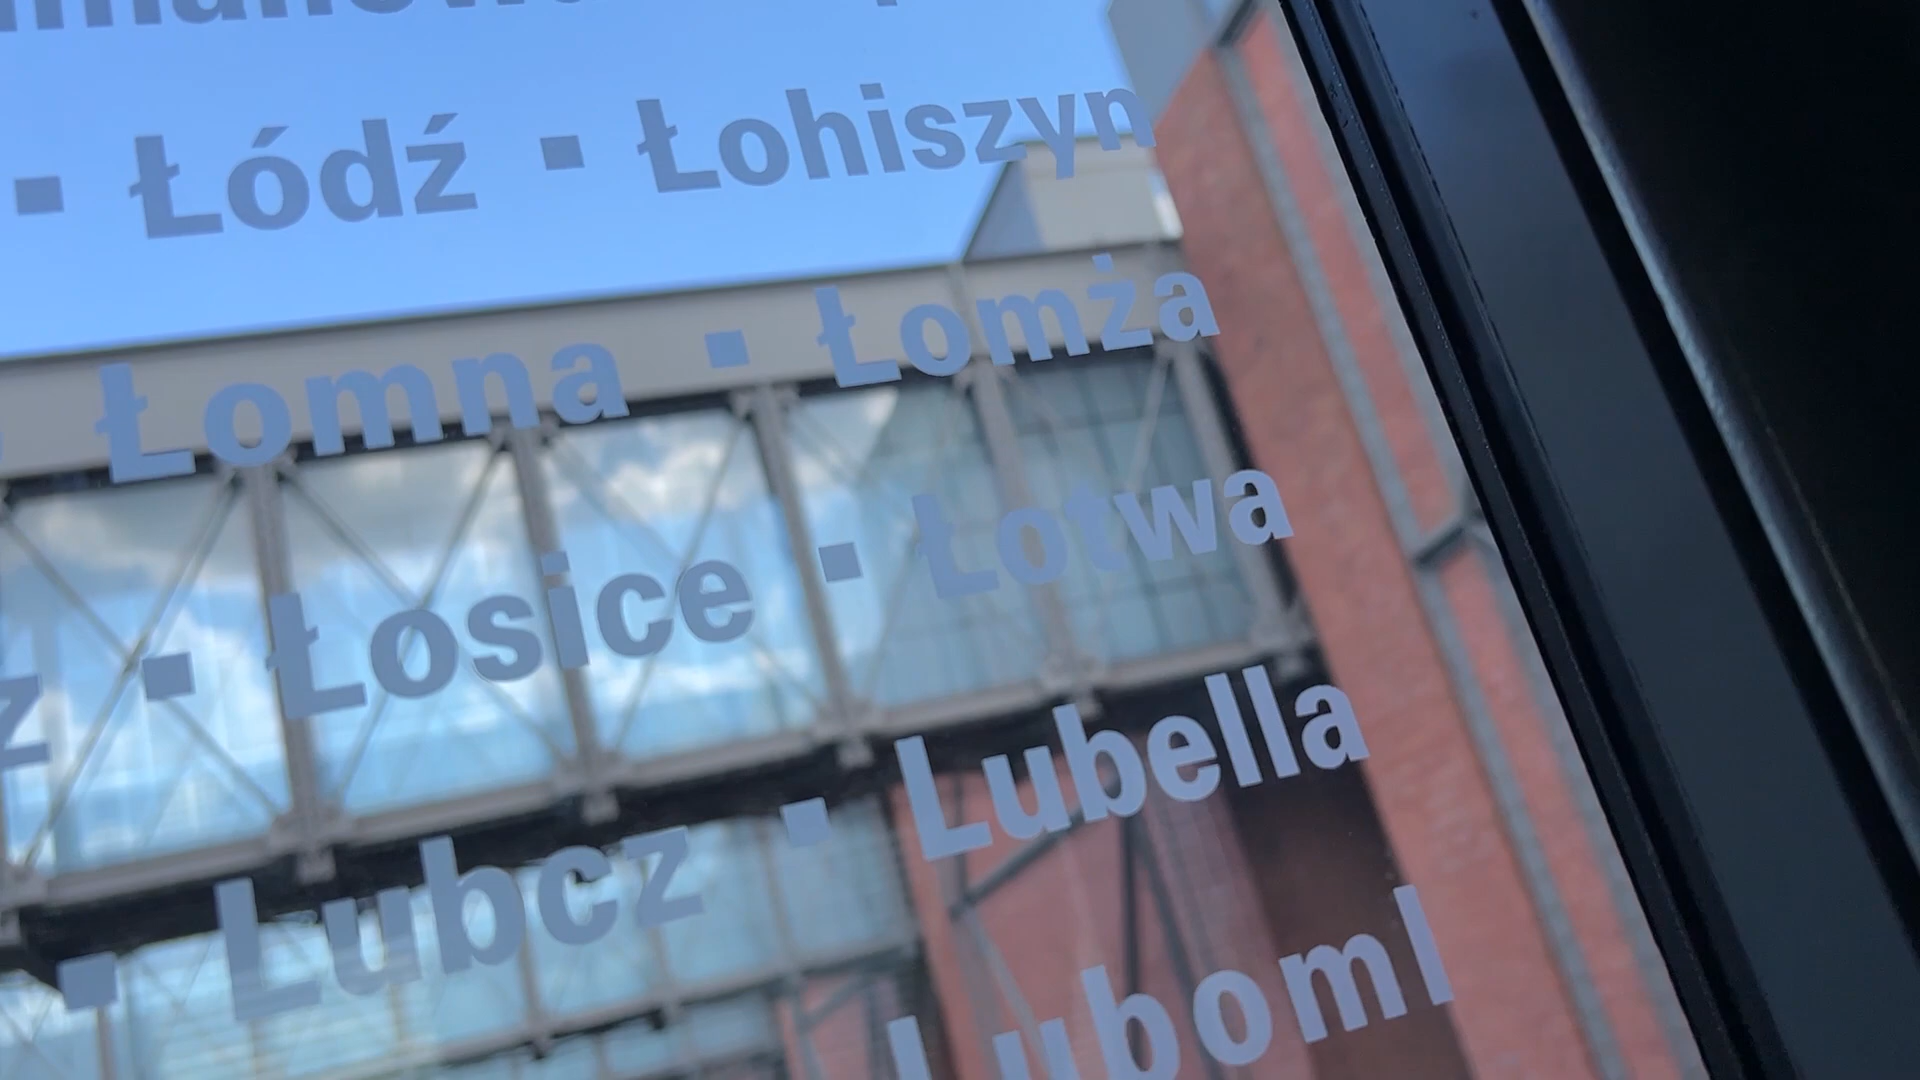 ▪ Łódź ▪ Łohiszyn
Łomna ▪ Łomża
▪ Łosice ▪ Łotwa
▪ Lubcz ▪ Lubella
Luboml